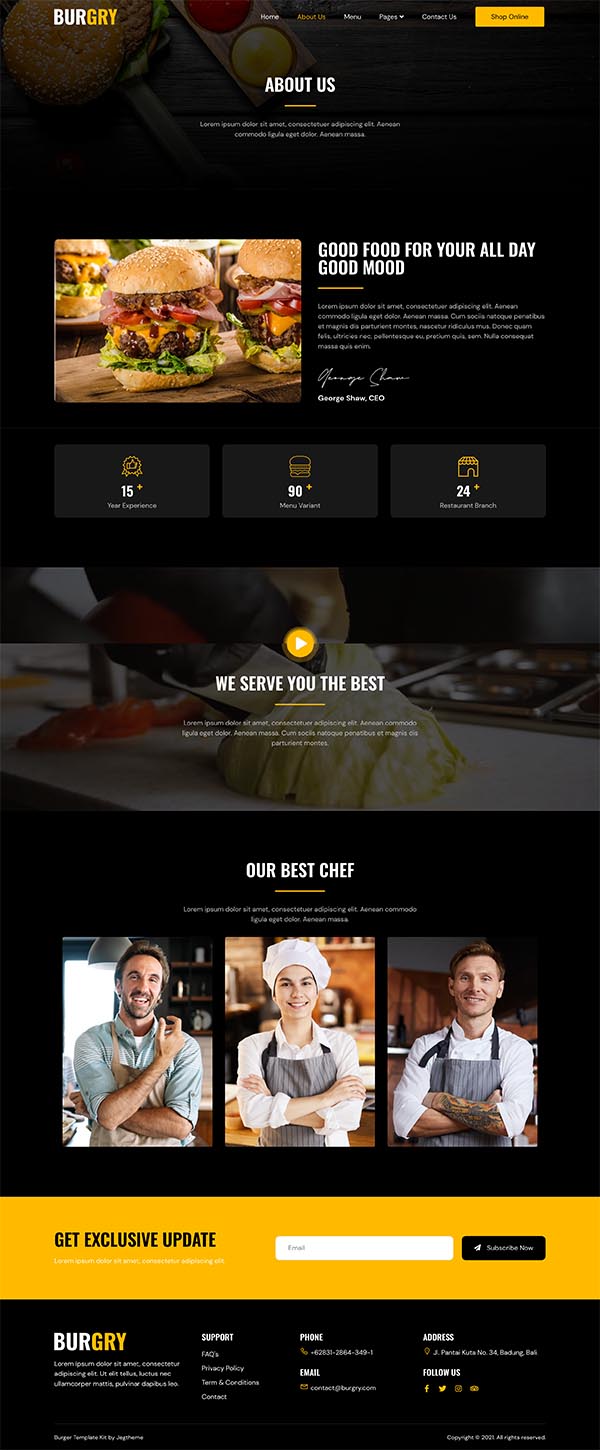 BURGRY
Home About Us Menu Pages Contact Us Shop Online
ABOUT US
Lorem ipsum dolor sit amet, consectetuer adipiscing elit. Aenean
commodo ligula eget dolor. Aenean massa.
GOOD FOOD FOR YOUR ALL DAY
GOOD MOOD
Lorem ipsum dolor sit amet, consectetuer adipiscing elit. Aenean
commodo ligula eget dolor. Aenean massa. Cum sociis natoque penatibus
et magnis dis parturient montes, nascetur ridiculus mus. Donec quam
felis, ultricies nec, pellentesque eu, pretium quis, sem. Nulla consequat
massa quis enim.
George Shaw
George Shaw, CEO
15 +
Year Experience
90 +
Menu Variant
24 +
Restaurant Branch
WE SERVE YOU THE BEST
Lorem ipsum dolor sit amet, consectetuer adipiscing elit. Aenean commodo
ligula eget dolor. Aenean massa. Cum sociis natoque penatibus et magnis dis
parturient montes.
OUR BEST CHEF
Lorem ipsum dolor sit amet, consectetuer adipiscing elit. Aenean commodo
ligula eget dolor. Aenean massa.
GET EXCLUSIVE UPDATE
Lorem ipsum dolor sit amet, consectetur adipiscing elit.
Email
Subscribe Now
BURGRY
Lorem ipsum dolor sit amet, consectetur
adipiscing elit. Ut elit tellus, luctus nec
ullamcorper mattis, pulvinar dapibus leo.
SUPPORT
FAQ's
Privacy Policy
Term & Conditions
Contact
PHONE
+62831-2864-349-1
EMAIL
contact@burgry.com
ADDRESS
Jl. Pantai Kuta No. 34, Badung, Bali
FOLLOW US
Burger Template Kit by Jegtheme
Copyright © 2021. All rights reserved.